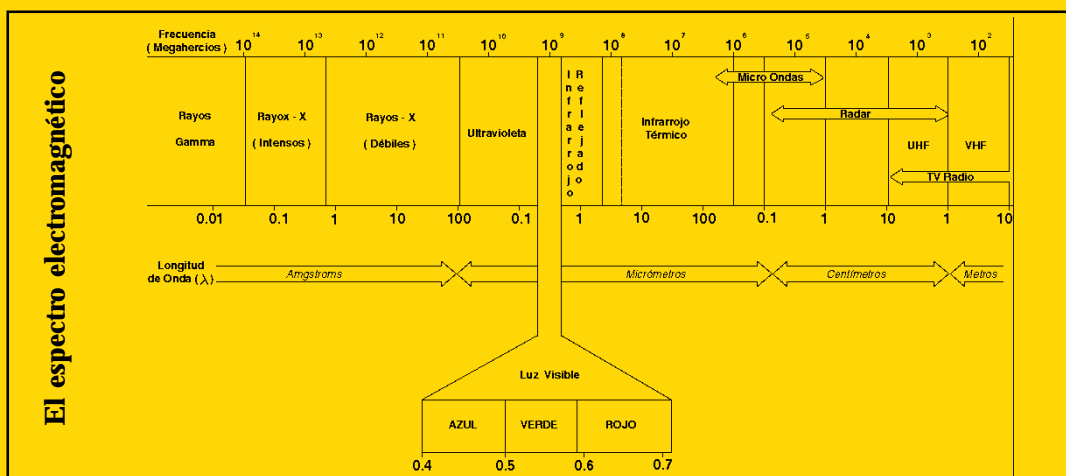 El espectro electromagnético
Frecuencia
( Megahercios)
10^14 10^13 10^12 10^11 10^10 10^9 10^8 10^7 10^6 10^5 10^4 10^3 10^2
Rayos
Gamma
Rayox - X
( Intensos )
Rayos - X
( Débiles )
Ultravioleta
Infrarrojo
Reflejado
Infrarrojo
Térmico
Micro Ondas
Radar
UHF
VHF
TV Radio
0.01 0.1 1 10 100 0.1 1 10 100 0.1 1 10 1 10
Longitud
de Onda (λ)
Amgstroms
Micrómetros
Centímetros
Metros
Luz Visible
AZUL VERDE ROJO
0.4 0.5 0.6 0.7